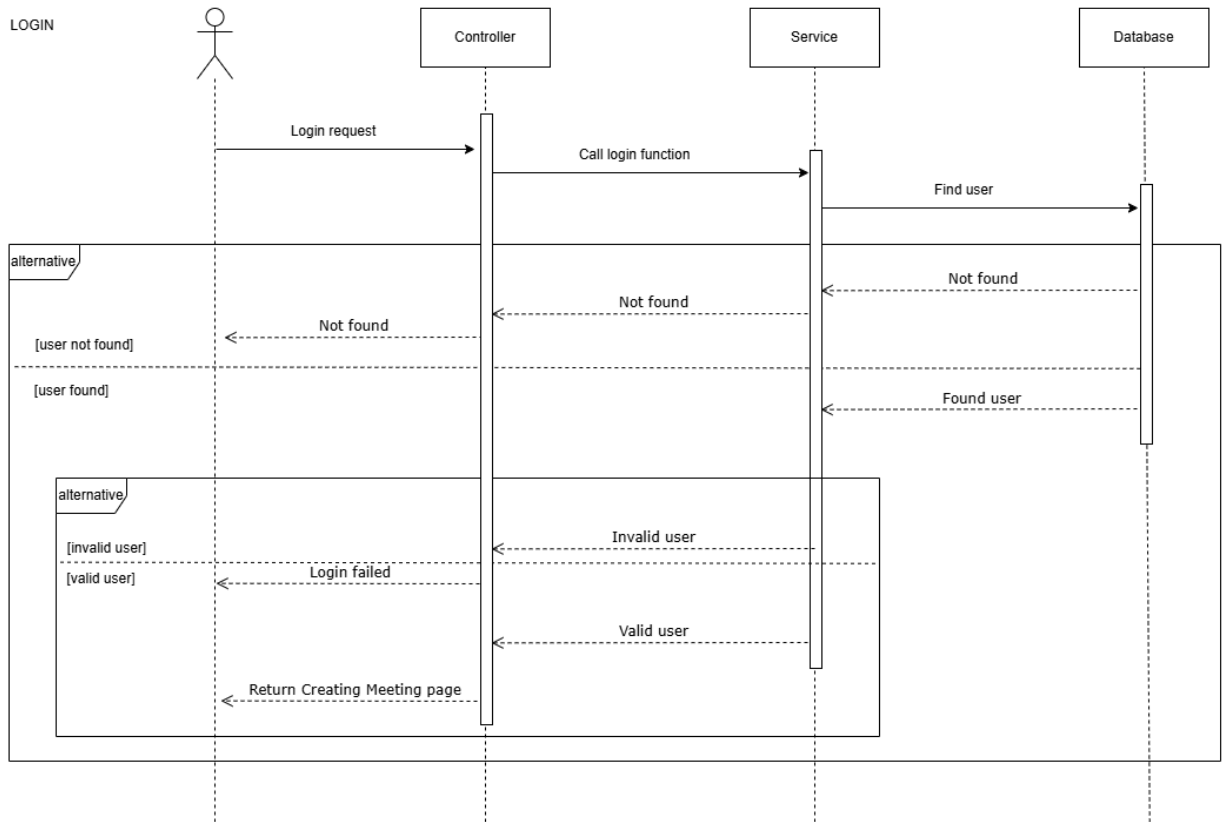 LOGIN
Controller
Service
Database
Login request
Call login function
Find user
alternative
Not found
Not found
Not found
[user not found]
[user found]
Found user
alternative
Invalid user
[invalid user]
Login failed
[valid user]
Valid user
Return Creating Meeting page